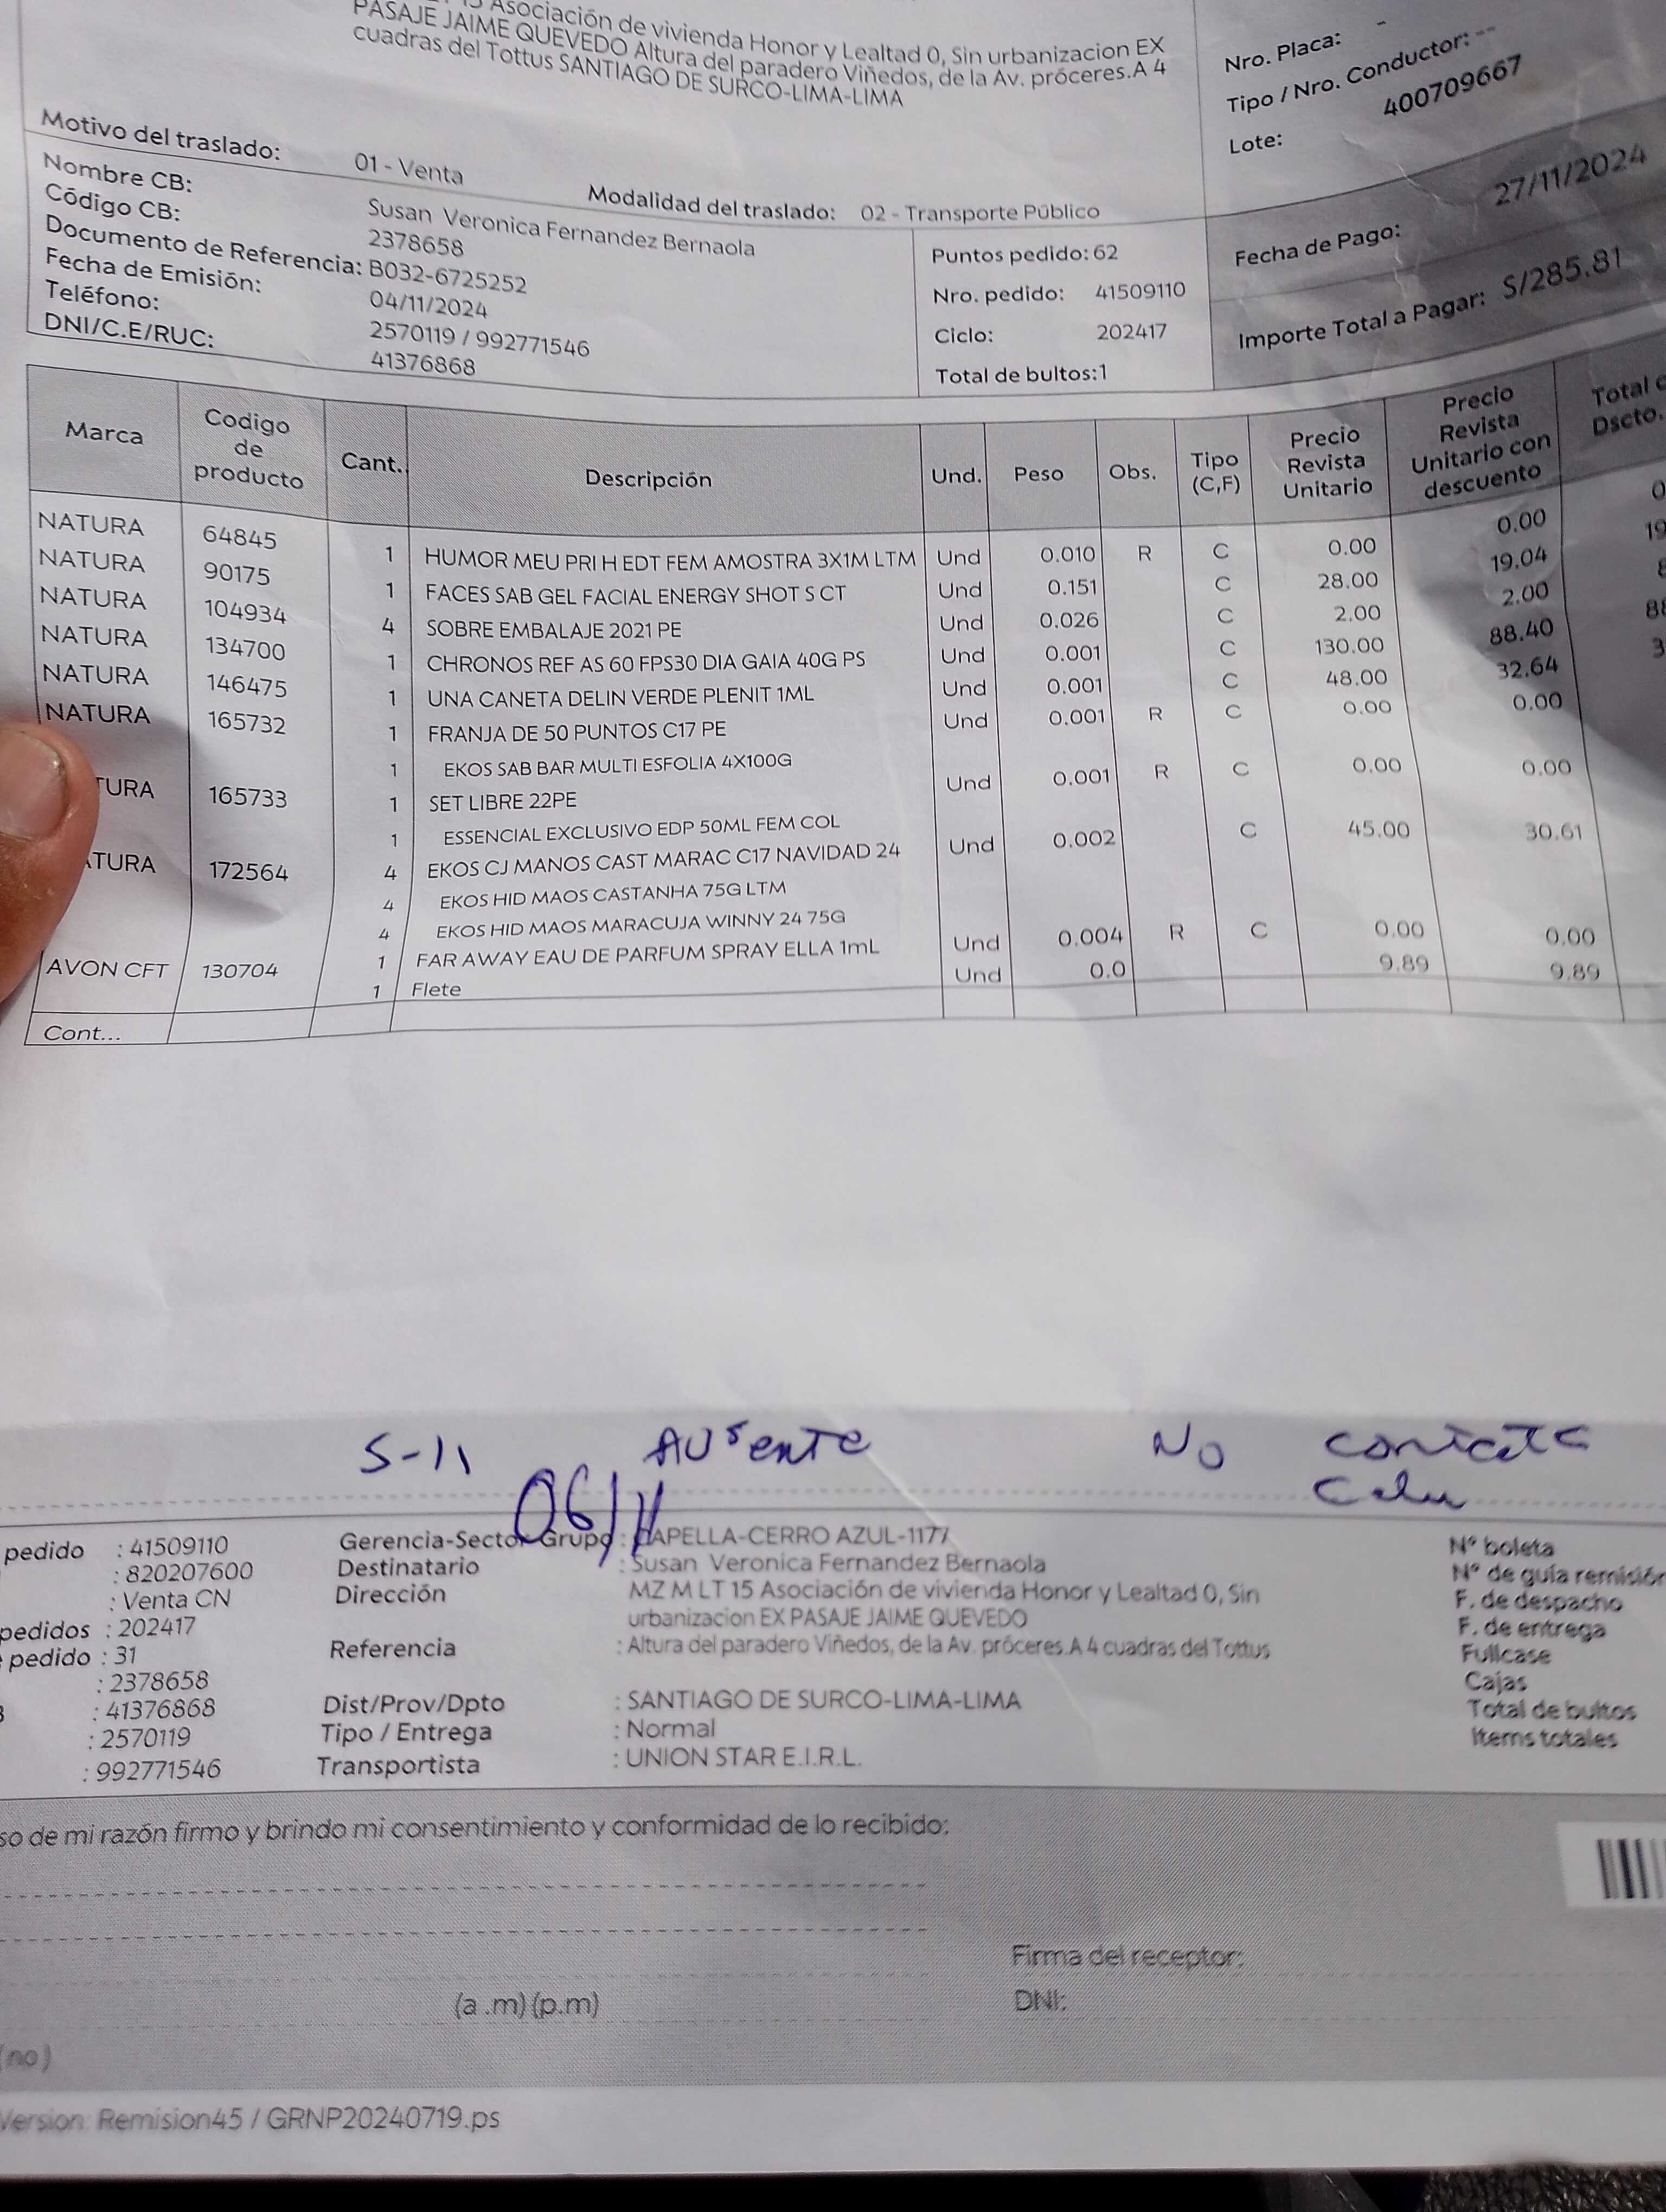 15 Asociación de vivienda Honor y Lealtad 0, Sin urbanizacion EX
PASAJE JAIME QUEVEDO Altura del paradero Viñedos, de la Av. próceres.A 4
cuadras del Tottus SANTIAGO DE SURCO-LIMA-LIMA
Nro. Placa: -
Tipo / Nro. Conductor: --
Lote: 400709667
Motivo del traslado: 01 - Venta
Modalidad del traslado: 02 - Transporte Público
Nombre CB: Susan Veronica Fernandez Bernaola
Código CB: 2378658
Documento de Referencia: B032-6725252
Fecha de Emisión: 04/11/2024
Teléfono: 2570119 / 992771546
DNI/C.E/RUC: 41376868
Puntos pedido: 62
Nro. pedido: 41509110
Ciclo: 202417
Total de bultos:1
Fecha de Pago: 27/11/2024
Importe Total a Pagar: S/285.81
Marca Codigo de producto Cant. Descripción Und. Peso Obs. Tipo (C,F) Precio Revista Unitario Precio Revista Unitario con descuento Total Dscto.
NATURA 64845 1 HUMOR MEU PRI H EDT FEM AMOSTRA 3X1M LTM Und 0.010 R C 0.00 0.00 0
NATURA 90175 1 FACES SAB GEL FACIAL ENERGY SHOT S CT Und 0.151 C 28.00 19.04 19
NATURA 104934 4 SOBRE EMBALAJE 2021 PE Und 0.026 C 2.00 2.00 8
NATURA 134700 1 CHRONOS REF AS 60 FPS30 DIA GAIA 40G PS Und 0.001 C 130.00 88.40 88
NATURA 146475 1 UNA CANETA DELIN VERDE PLENIT 1ML Und 0.001 C 48.00 32.64 3
NATURA 165732 1 FRANJA DE 50 PUNTOS C17 PE Und 0.001 R C 0.00 0.00
1 EKOS SAB BAR MULTI ESFOLIA 4X100G
TURA 165733 1 SET LIBRE 22PE Und 0.001 R C 0.00 0.00
1 ESSENCIAL EXCLUSIVO EDP 50ML FEM COL
ATURA 172564 4 EKOS CJ MANOS CAST MARAC C17 NAVIDAD 24 Und 0.002 C 45.00 30.61
4 EKOS HID MAOS CASTANHA 75G LTM
4 EKOS HID MAOS MARACUJA WINNY 24 75G
AVON CFT 130704 1 FAR AWAY EAU DE PARFUM SPRAY ELLA 1mL Und 0.004 R C 0.00 0.00
1 Flete Und 0.0 9.89 9.89
Cont...
5-11 Ausente No contesta
06/11 Celu
pedido : 41509110
: 820207600
: Venta CN
pedidos : 202417
pedido : 31
: 2378658
: 41376868
: 2570119
: 992771546
Gerencia-Sector-Grupo : CAPELLA-CERRO AZUL-1177
Destinatario : Susan Veronica Fernandez Bernaola
Dirección MZ M LT 15 Asociación de vivienda Honor y Lealtad 0, Sin
urbanizacion EX PASAJE JAIME QUEVEDO
Referencia : Altura del paradero Viñedos, de la Av. próceres.A 4 cuadras del Tottus
Dist/Prov/Dpto : SANTIAGO DE SURCO-LIMA-LIMA
Tipo / Entrega : Normal
Transportista : UNION STAR E.I.R.L.
N° boleta
N° de guía remisión
F. de despacho
F. de entrega
Fullcase
Cajas
Total de bultos
Items totales
so de mi razón firmo y brindo mi consentimiento y conformidad de lo recibido:
Firma del receptor:
(a .m) (p.m) DNI:
(no)
Version: Remision45 / GRNP20240719.ps